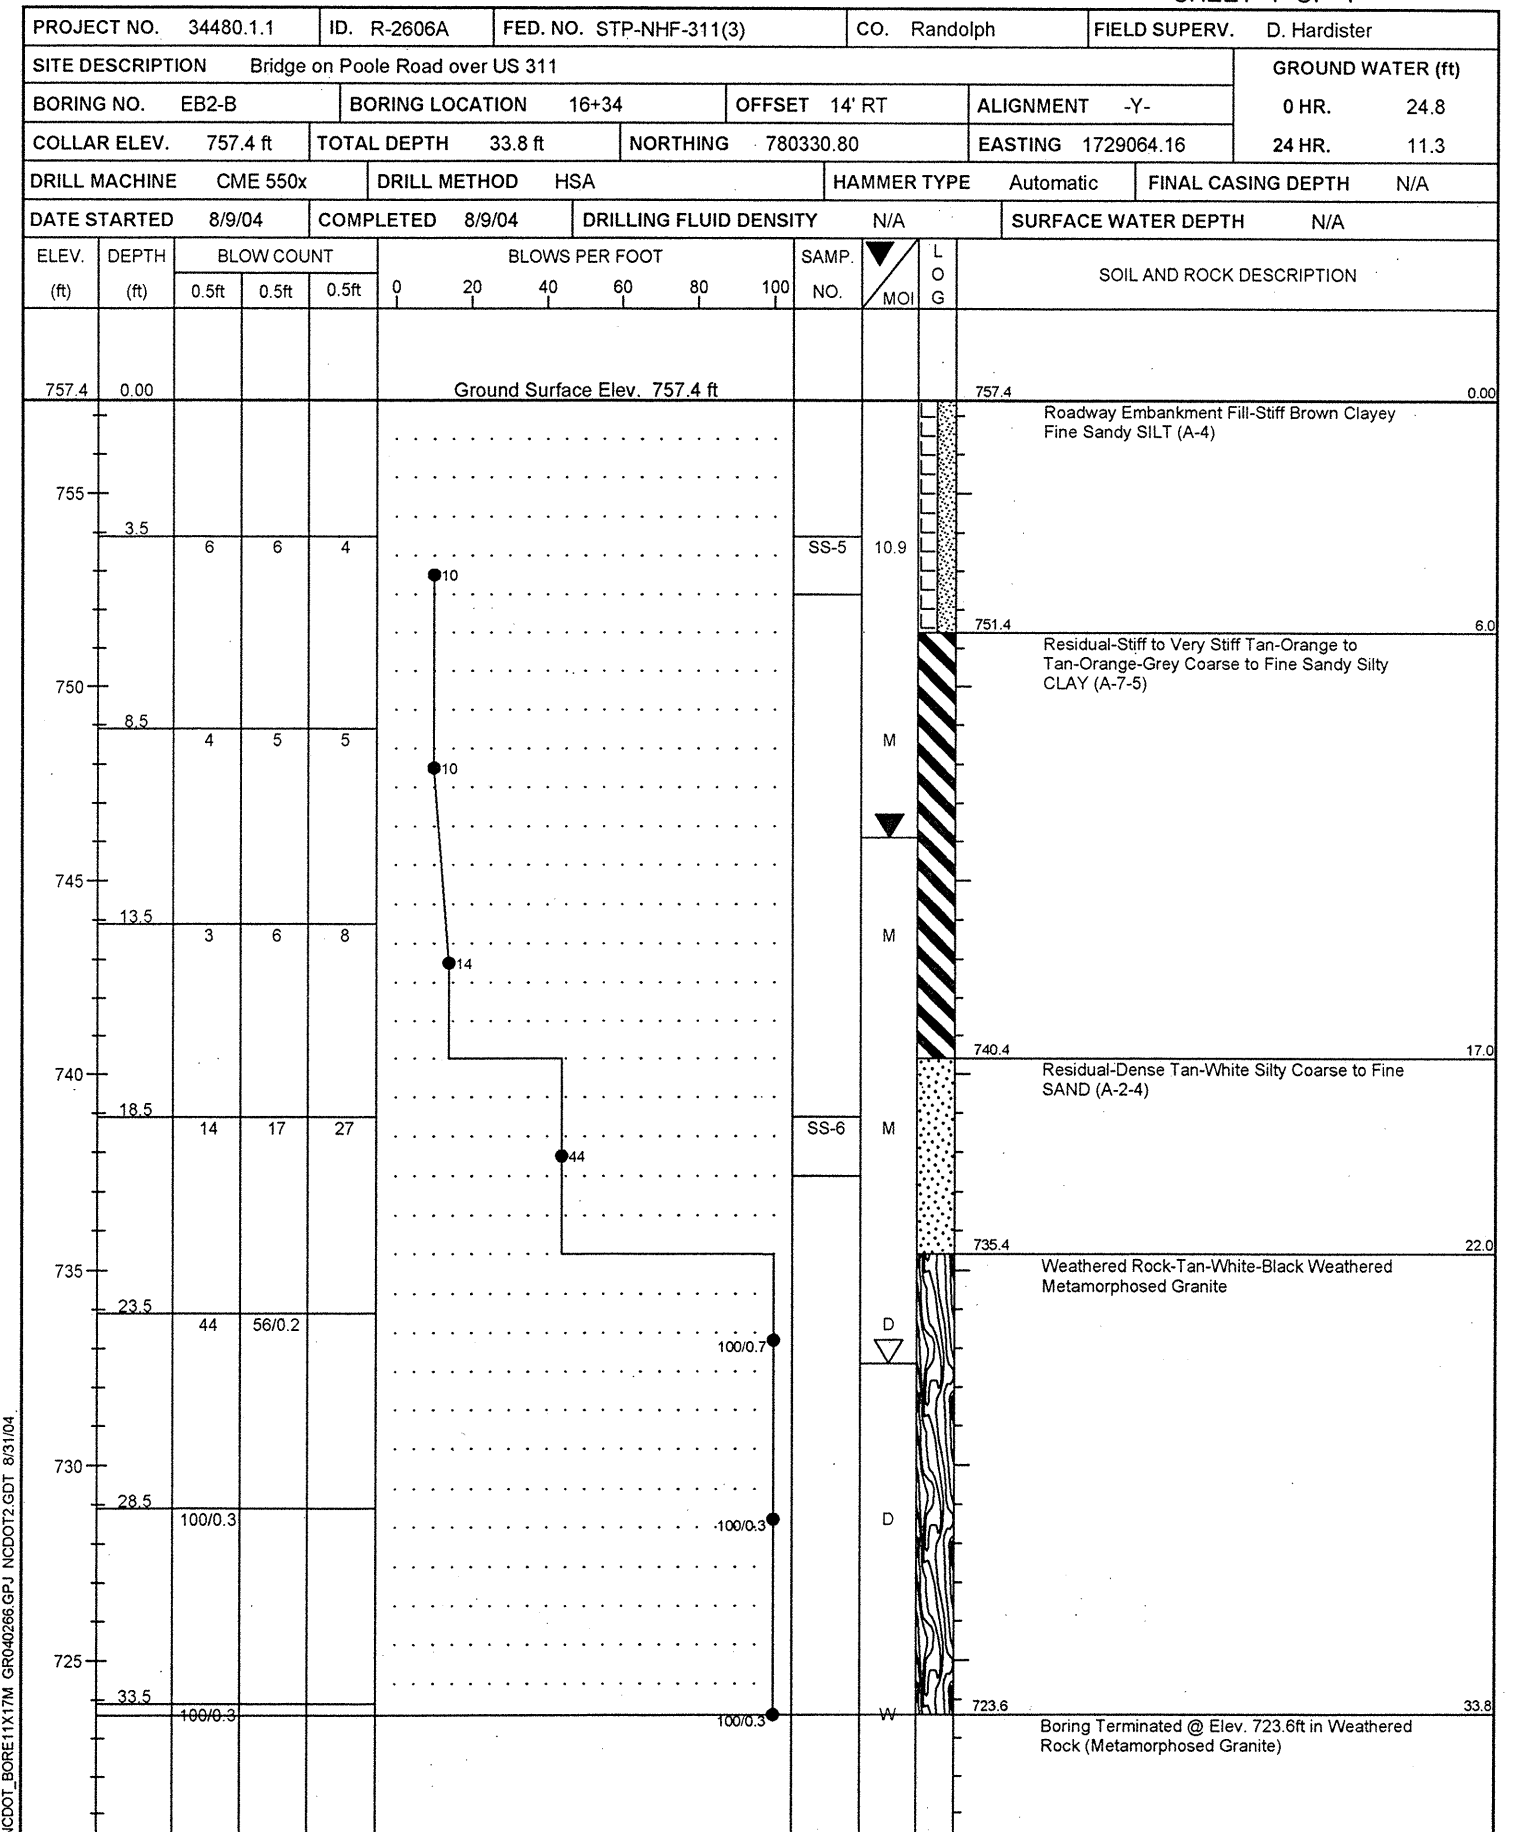 PROJECT NO. 34480.1.1 ID. R-2606A FED. NO. STP-NHF-311(3) CO. Randolph FIELD SUPERV. D. Hardister
SITE DESCRIPTION Bridge on Poole Road over US 311 GROUND WATER (ft)
BORING NO. EB2-B BORING LOCATION 16+34 OFFSET 14' RT ALIGNMENT -Y- 0 HR. 24.8
COLLAR ELEV. 757.4 ft TOTAL DEPTH 33.8 ft NORTHING 780330.80 EASTING 1729064.16 24 HR. 11.3
DRILL MACHINE CME 550x DRILL METHOD HSA HAMMER TYPE Automatic FINAL CASING DEPTH N/A
DATE STARTED 8/9/04 COMPLETED 8/9/04 DRILLING FLUID DENSITY N/A SURFACE WATER DEPTH N/A
ELEV. DEPTH BLOW COUNT BLOWS PER FOOT SAMP. L
O SOIL AND ROCK DESCRIPTION
(ft) (ft) 0.5ft 0.5ft 0.5ft 0 20 40 60 80 100 NO. MOI G
757.4 0.00 Ground Surface Elev. 757.4 ft 757.4 0.00
Roadway Embankment Fill-Stiff Brown Clayey
Fine Sandy SILT (A-4)
755
3.5
6 6 4 SS-5 10.9
10
751.4 6.0
Residual-Stiff to Very Stiff Tan-Orange to
Tan-Orange-Grey Coarse to Fine Sandy Silty
CLAY (A-7-5)
750
8.5
4 5 5 M
10
745
13.5
3 6 8 M
14
740.4 17.0
740 Residual-Dense Tan-White Silty Coarse to Fine
SAND (A-2-4)
18.5
14 17 27 SS-6 M
44
735.4 22.0
735 Weathered Rock-Tan-White-Black Weathered
Metamorphosed Granite
23.5
44 56/0.2 D
100/0.7
730
28.5
100/0.3 100/0.3 D
725
33.5
100/0.3 100/0.3 W 723.6 33.8
Boring Terminated @ Elev. 723.6ft in Weathered
Rock (Metamorphosed Granite)
NCDOT_BORE11X17M GR040266.GPJ NCDOT2.GDT 8/31/04